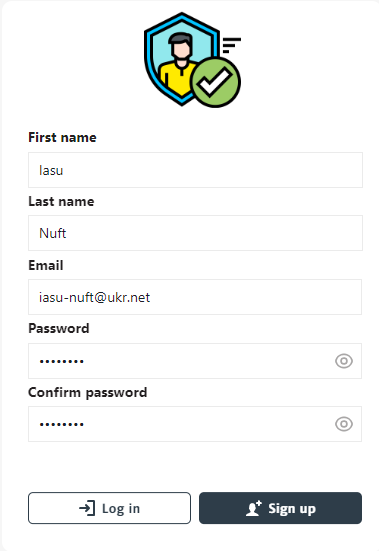 First name
Iasu
Last name
Nuft
Email
iasu-nuft@ukr.net
Password
••••••••
Confirm password
••••••••
Log in Sign up